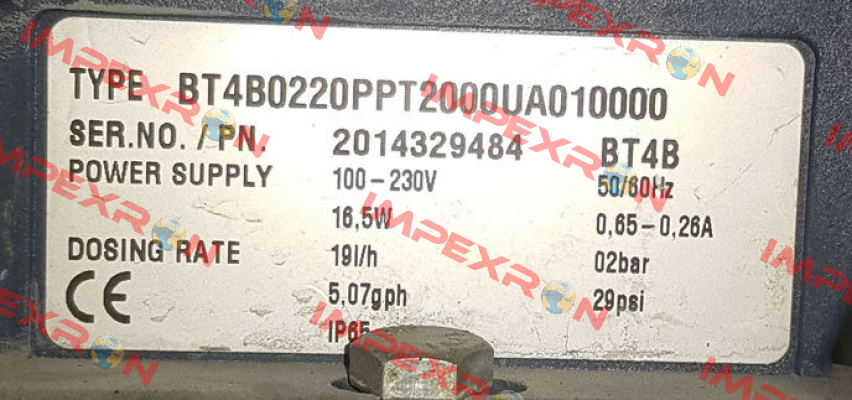 TYPE BT4B0220PPT2000UA010000
SER.NO. / PN. 2014329484 BT4B
POWER SUPPLY 100-230V 50/60Hz
16,5W 0,65-0,26A
DOSING RATE 19l/h 02bar
CE 5,07gph 29psi
IP65
IMPEXRON
IMPEXRON
IMPEXRON
IMPEXRON
IMPEXRON
IMPEXRON